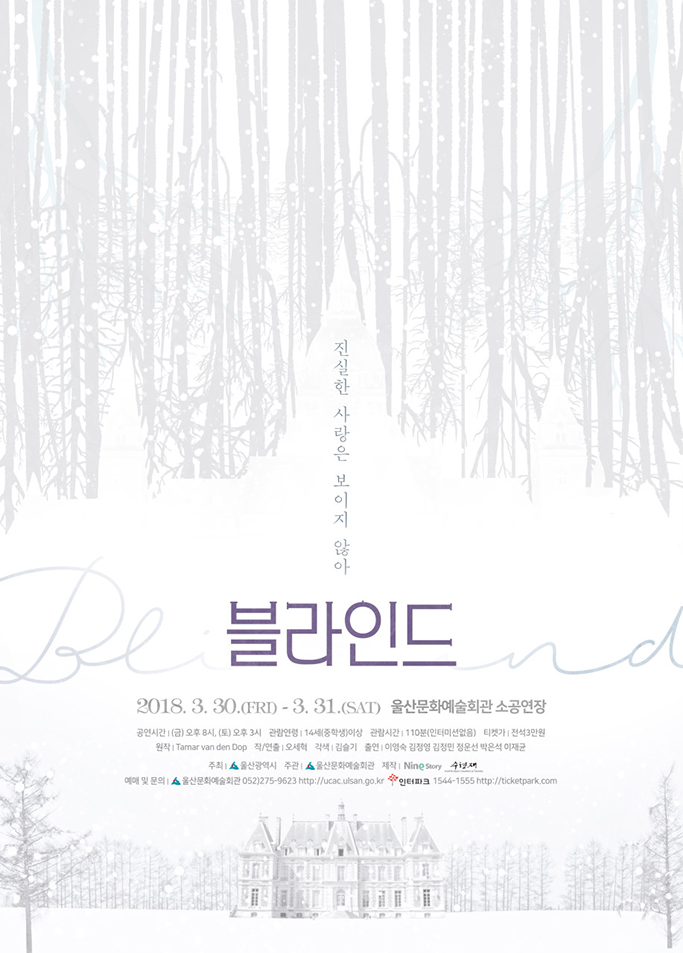 진실한 사랑은 보이지 않아
Blind
블라인드
2018. 3. 30.(FRI) - 3. 31.(SAT) 울산문화예술회관 소공연장
공연시간 | (금) 오후 8시, (토) 오후 3시 관람연령 | 14세(중학생)이상 관람시간 | 110분(인터미션없음) 티켓가 | 전석3만원
원작 | Tamar van den Dop 작/연출 | 오세혁 각색 | 김슬기 출연 | 이영숙 김정영 김정민 정운선 박은석 이재균
주최 | 울산광역시 주관 | 울산문화예술회관 제작 | Nine Story 수현재
예매 및 문의 | 울산문화예술회관 052)275-9623 http://ucac.ulsan.go.kr 인터파크 1544-1555 http://ticketpark.com